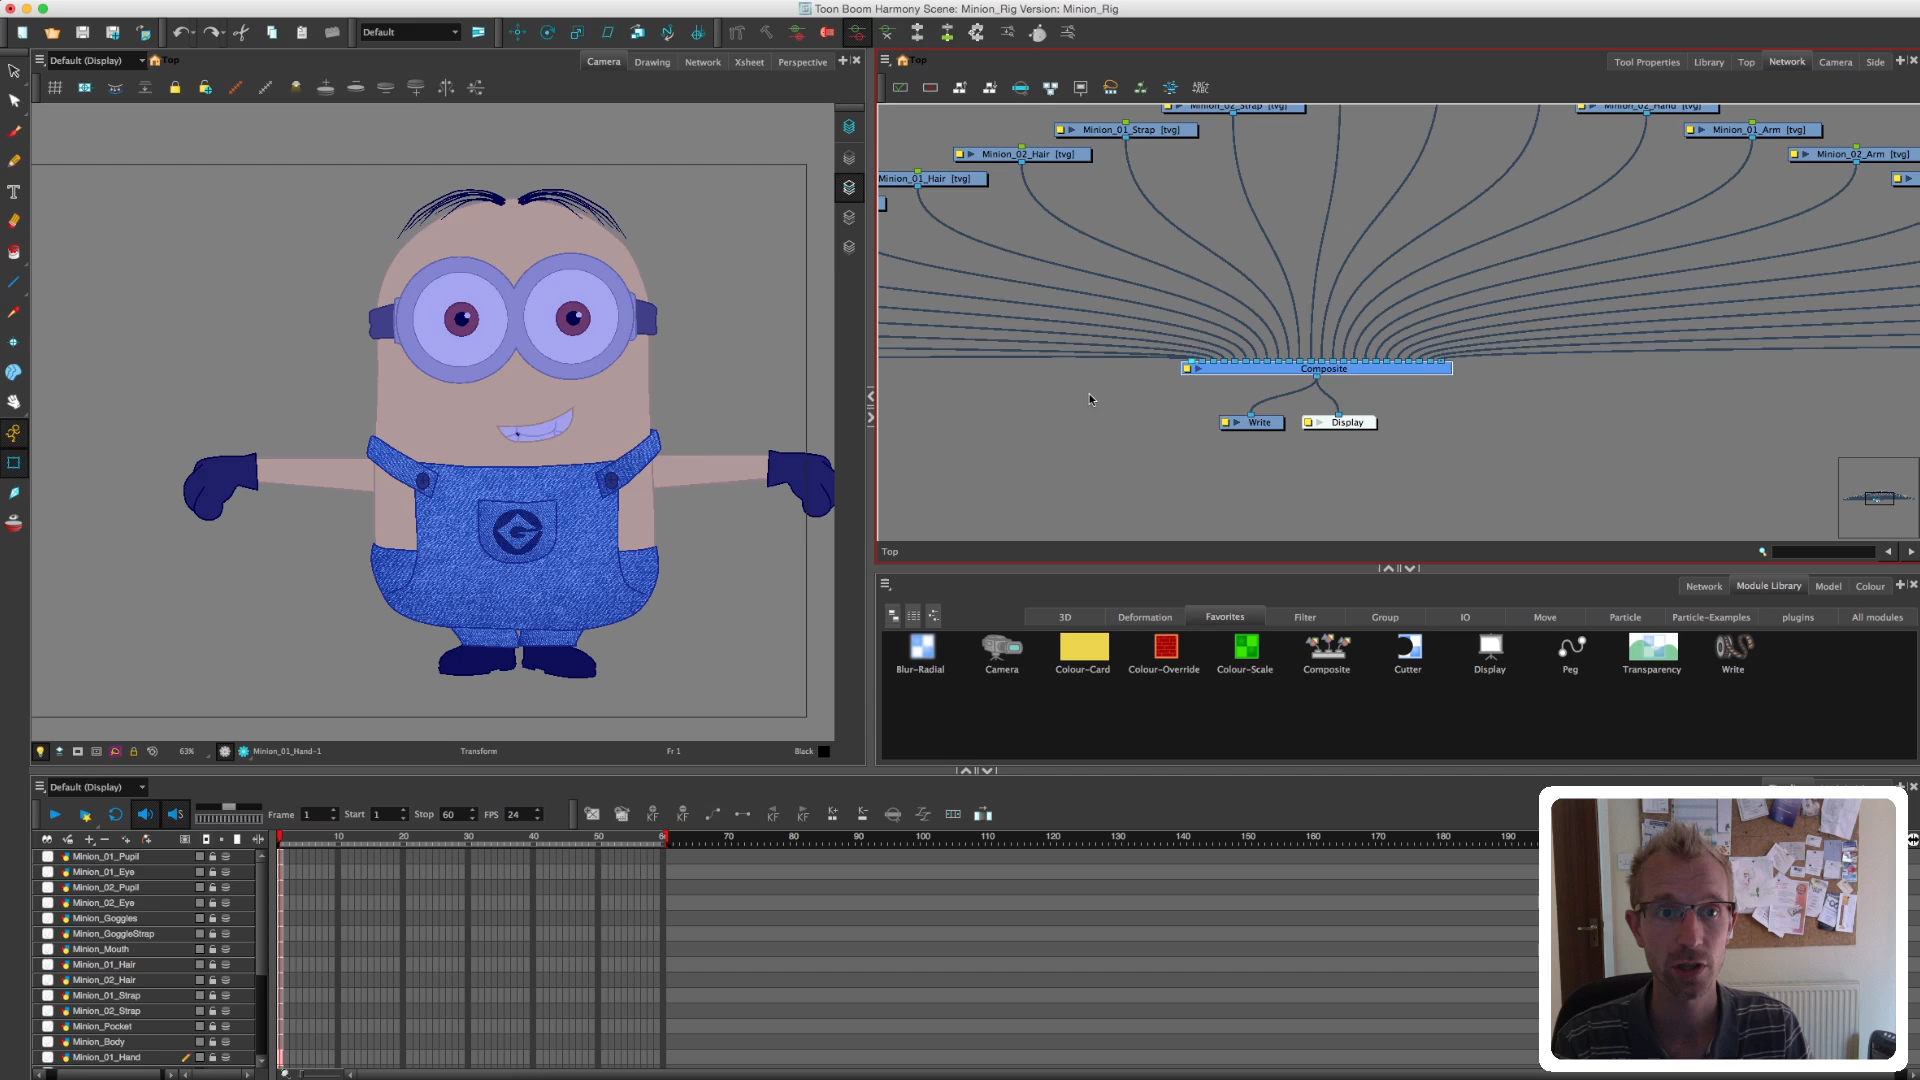 Toon Boom Harmony Scene: Minion_Rig Version: Minion_Rig
Default
Default (Display)
Top
Camera
Drawing
Network
Xsheet
Perspective
Top
Tool Properties
Library
Top
Network
Camera
Side
Minion_02_Strap [tvg]
Minion_02_Hand [tvg]
Minion_01_Strap [tvg]
Minion_01_Arm [tvg]
Minion_02_Hair [tvg]
Minion_02_Arm [tvg]
Minion_01_Hair [tvg]
Composite
Write
Display
Top
Network
Module Library
Model
Colour
3D
Deformation
Favorites
Filter
Group
IO
Move
Particle
Particle-Examples
plugins
All modules
Blur-Radial
Camera
Colour-Card
Colour-Override
Colour-Scale
Composite
Cutter
Display
Peg
Transparency
Write
63%
Minion_01_Hand-1
Transform
Fr 1
Black
Default (Display)
Frame 1
Start 1
Stop 60
FPS 24
10 20 30 40 50 70 80 90 100 110 120 130 140 150 160 170 180 190
Minion_01_Pupil
Minion_01_Eye
Minion_02_Pupil
Minion_02_Eye
Minion_Goggles
Minion_GoggleStrap
Minion_Mouth
Minion_01_Hair
Minion_02_Hair
Minion_01_Strap
Minion_02_Strap
Minion_Pocket
Minion_Body
Minion_01_Hand